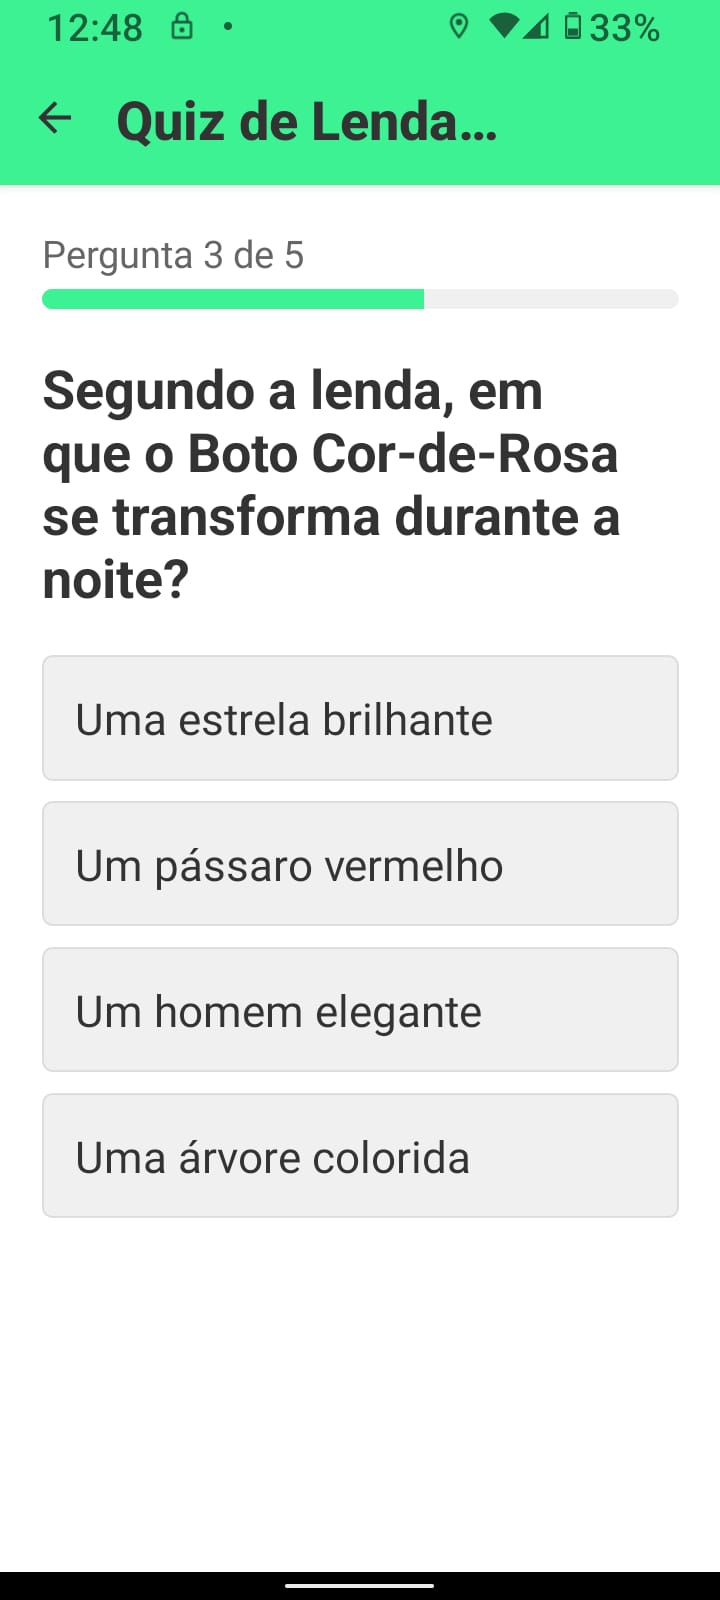 12:48 33%
Quiz de Lenda...
Pergunta 3 de 5
Segundo a lenda, em
que o Boto Cor-de-Rosa
se transforma durante a
noite?
Uma estrela brilhante
Um pássaro vermelho
Um homem elegante
Uma árvore colorida